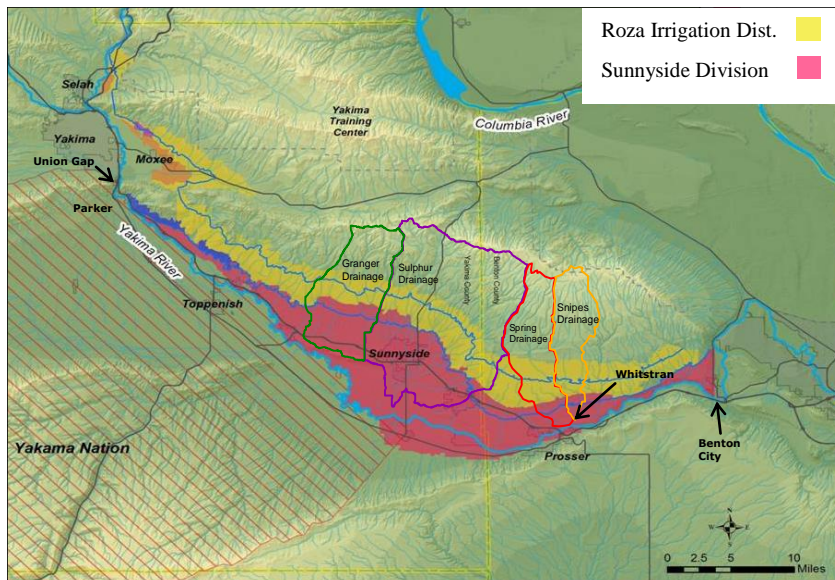 Roza Irrigation Dist.
Sunnyside Division
Selah
Yakima
Training
Center
Columbia River
Yakima
Moxee
Union Gap
Parker
Yakima River
Toppenish
Granger
Drainage
Sulphur
Drainage
Yakima County
Benton County
Spring
Drainage
Snipes
Drainage
Sunnyside
Whitstran
Benton
City
Prosser
Yakama Nation
N
W
E
S
0 2.5 5 10
Miles